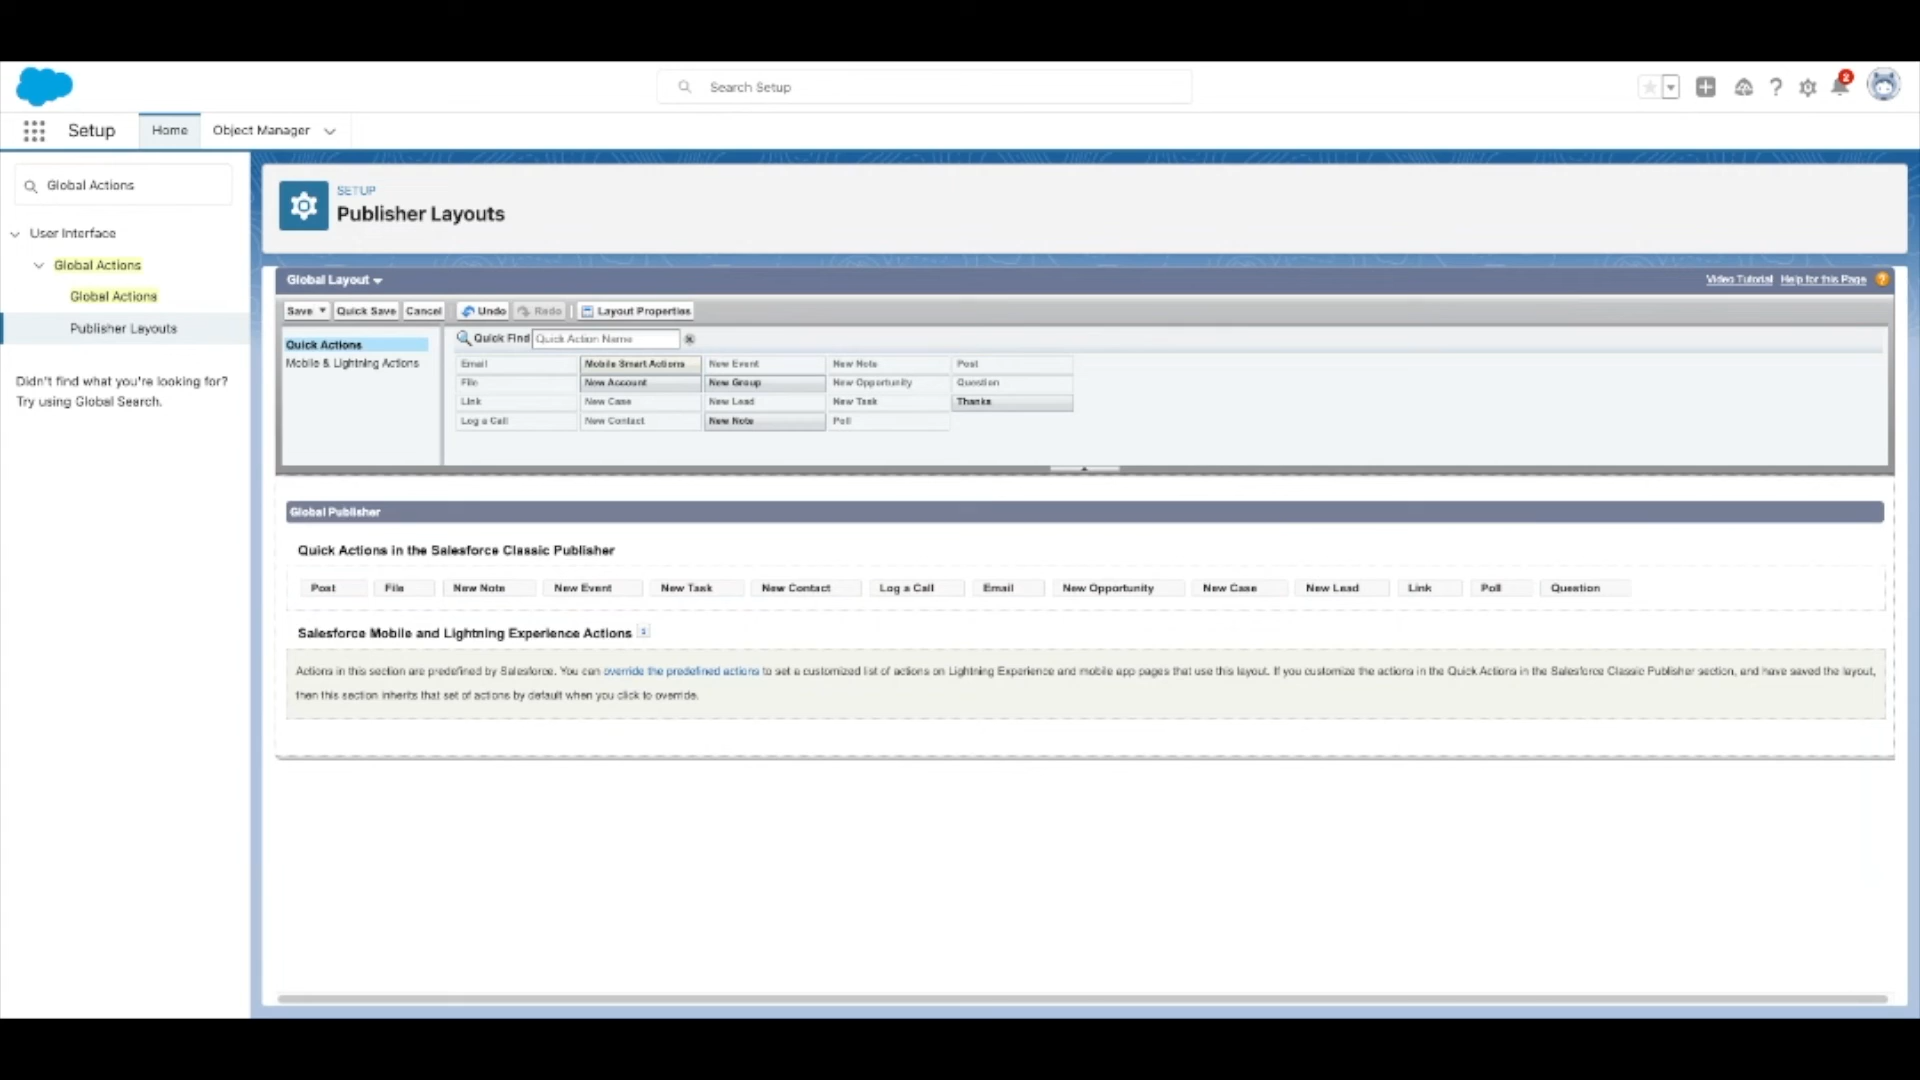 Search Setup
2
Setup
Home
Object Manager
Global Actions
User Interface
Global Actions
Global Actions
Publisher Layouts
Didn't find what you're looking for?
Try using Global Search.
SETUP
Publisher Layouts
Global Layout
Video Tutorial
Help for this Page
?
Save
Quick Save
Cancel
Undo
Redo
Layout Properties
Quick Actions
Mobile & Lightning Actions
Quick Find
Quick Action Name
Email Mobile Smart Actions New Event New Note Post
File New Account New Group New Opportunity Question
Link New Case New Lead New Task Thanks
Log a Call New Contact New Note Poll
Global Publisher
Quick Actions in the Salesforce Classic Publisher
Post File New Note New Event New Task New Contact Log a Call Email New Opportunity New Case New Lead Link Poll Question
Salesforce Mobile and Lightning Experience Actions
Actions in this section are predefined by Salesforce. You can override the predefined actions to set a customized list of actions on Lightning Experience and mobile app pages that use this layout. If you customize the actions in the Quick Actions in the Salesforce Classic Publisher section, and have saved the layout,
then this section inherits that set of actions by default when you click to override.